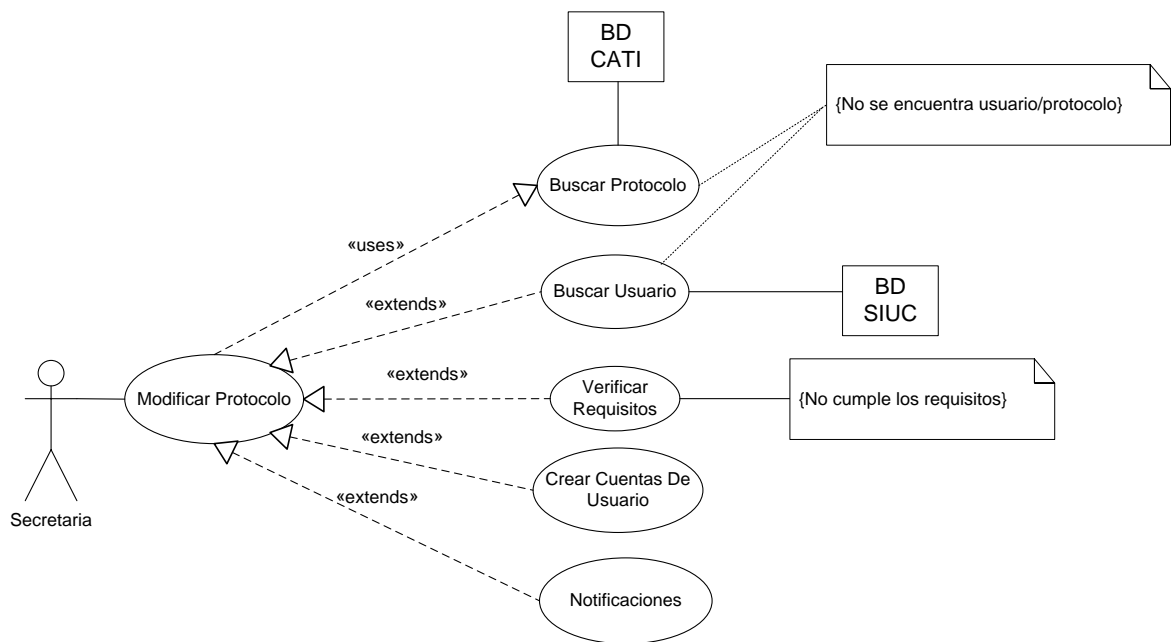 BD
CATI
{No se encuentra usuario/protocolo}
Buscar Protocolo
«uses»
Buscar Usuario
BD
SIUC
«extends»
Modificar Protocolo
«extends»
Verificar
Requisitos
{No cumple los requisitos}
«extends»
Crear Cuentas De
Usuario
«extends»
Secretaria
Notificaciones